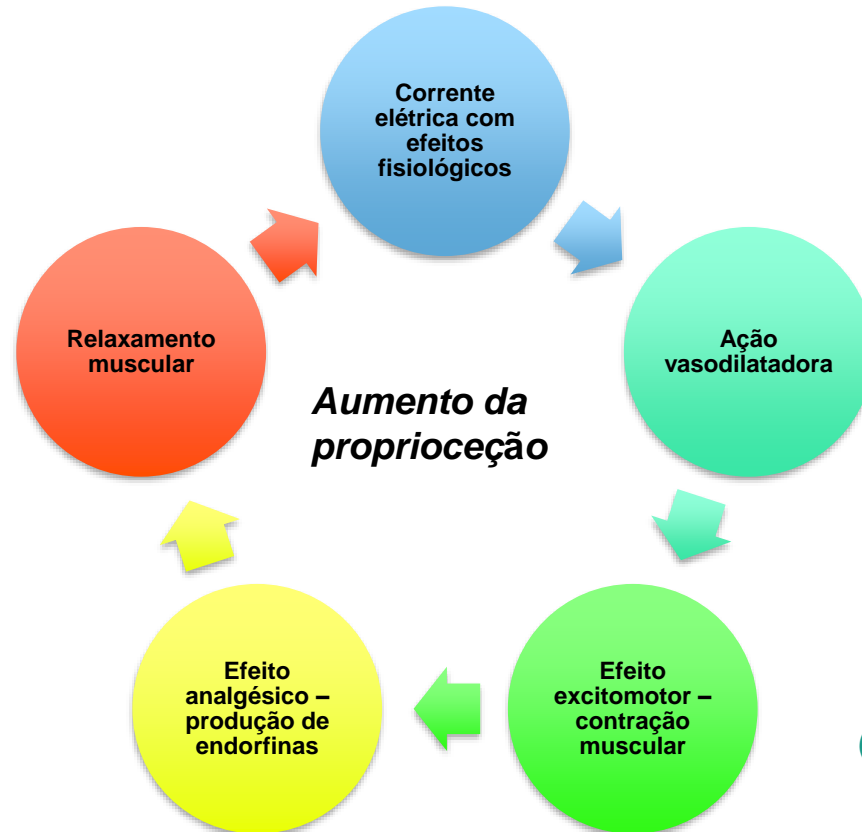 Corrente
elétrica com
efeitos
fisiológicos
Ação
vasodilatadora
Efeito
excitomotor –
contração
muscular
Efeito
analgésico –
produção de
endorfinas
Relaxamento
muscular
Aumento da
proprioceção